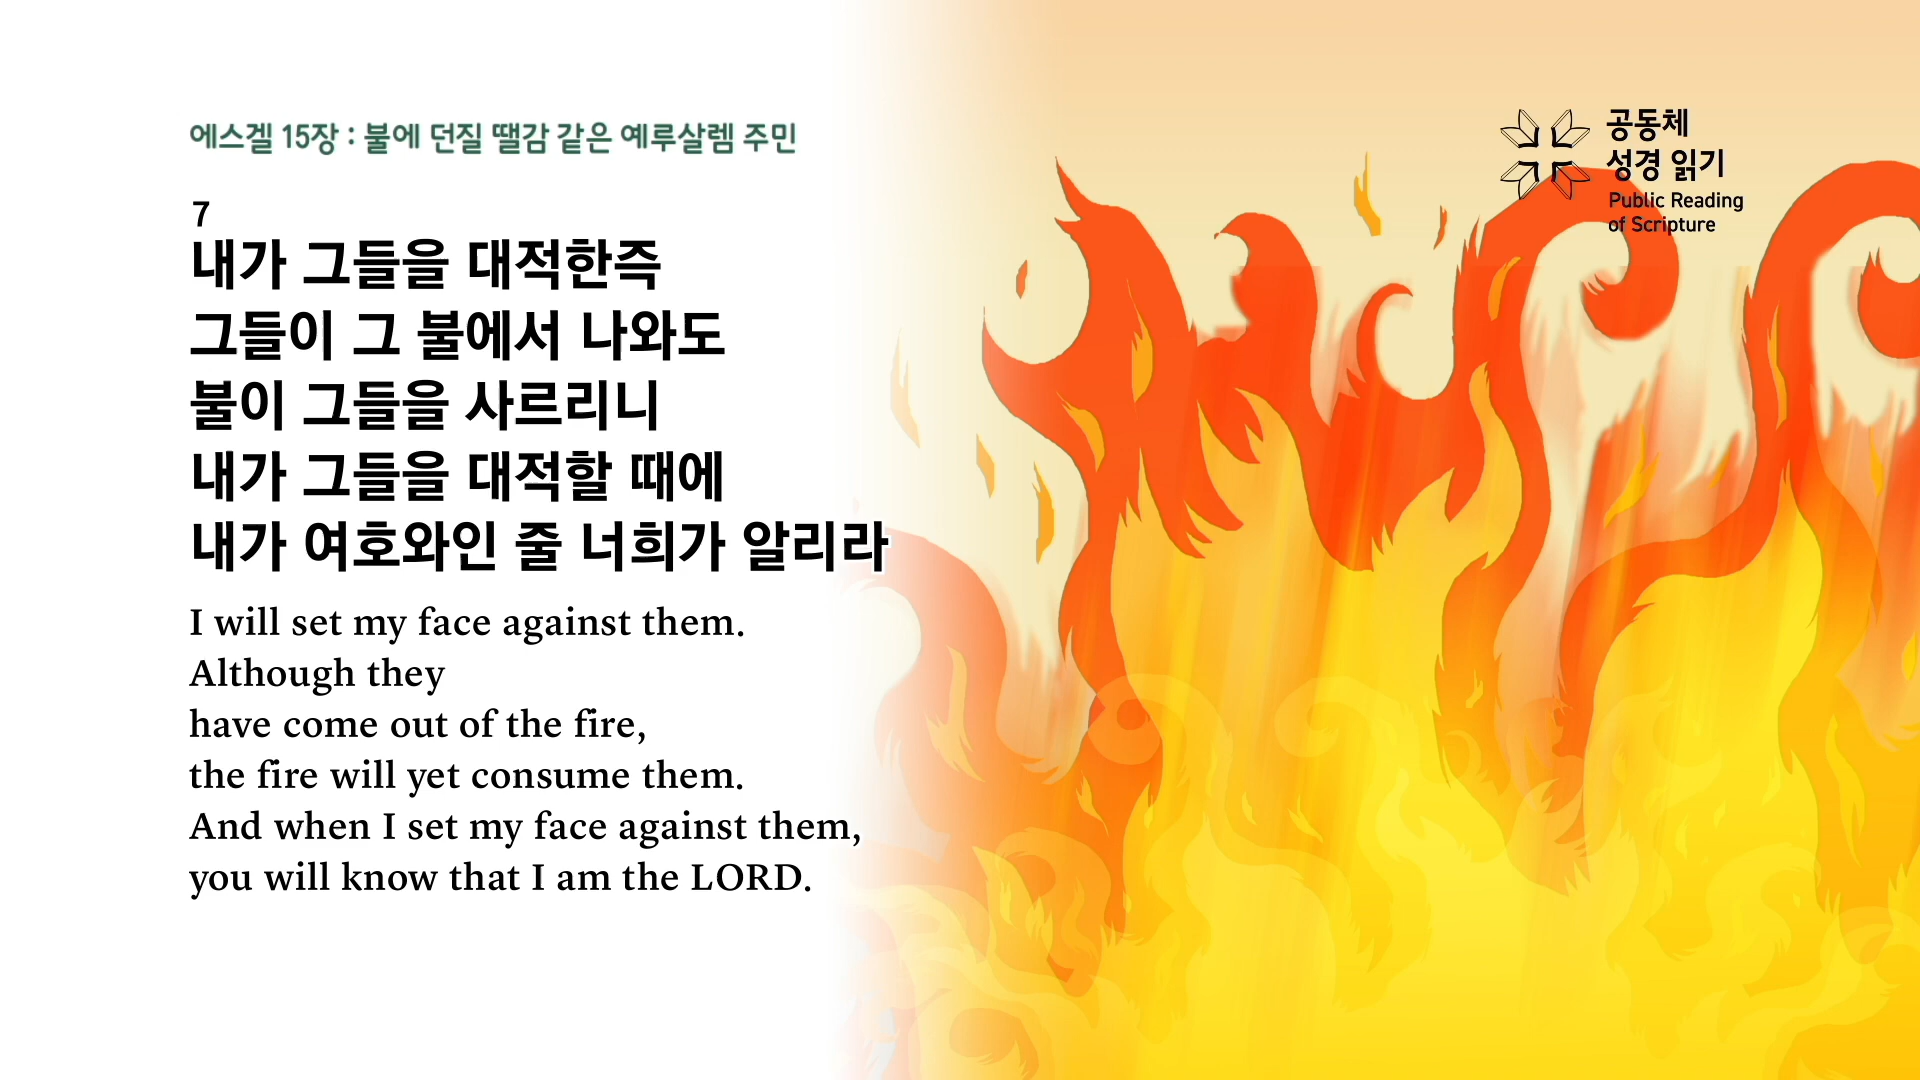 에스겔 15장 : 불에 던질 땔감 같은 예루살렘 주민
7
내가 그들을 대적한즉
그들이 그 불에서 나와도
불이 그들을 사르리니
내가 그들을 대적할 때에
내가 여호와인 줄 너희가 알리라
I will set my face against them.
Although they
have come out of the fire,
the fire will yet consume them.
And when I set my face against them,
you will know that I am the LORD.
공동체
성경 읽기
Public Reading
of Scripture